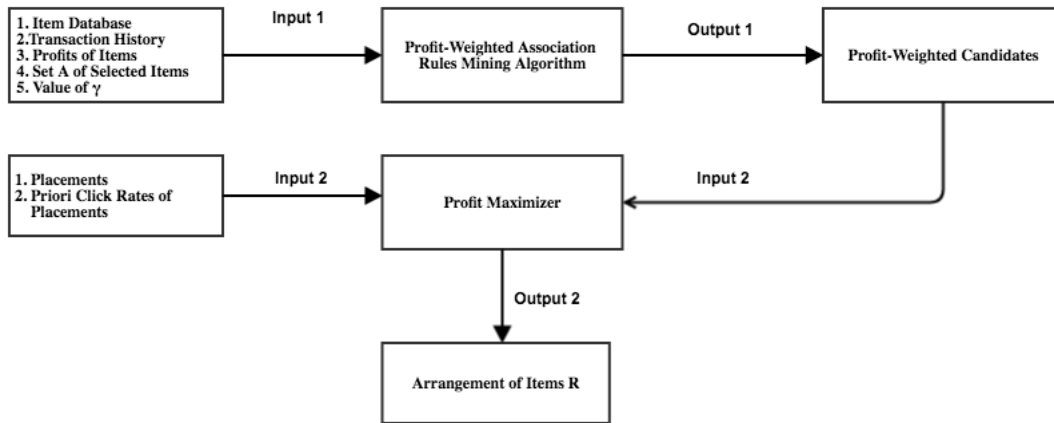 1. Item Database
2.Transaction History
3. Profits of Items
4. Set A of Selected Items
5. Value of γ
Input 1
Profit-Weighted Association
Rules Mining Algorithm
Output 1
Profit-Weighted Candidates
1. Placements
2. Priori Click Rates of
Placements
Input 2
Profit Maximizer
Input 2
Output 2
Arrangement of Items R